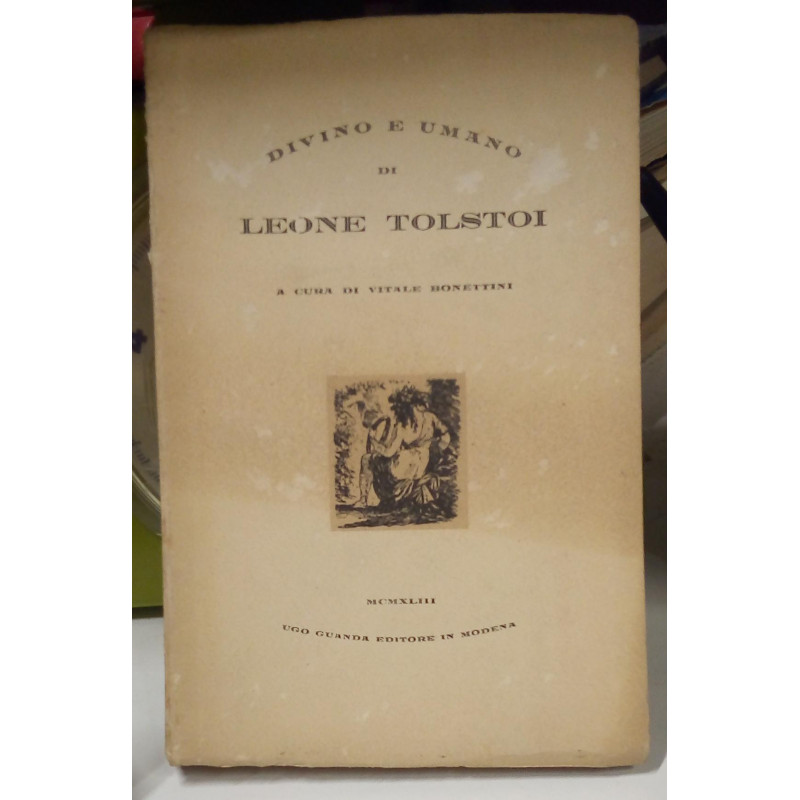 DIVINO E UMANO
DI
LEONE TOLSTOI
A CURA DI VITALE BONETTINI
MCMXLIII
UGO GUANDA EDITORE IN MODENA